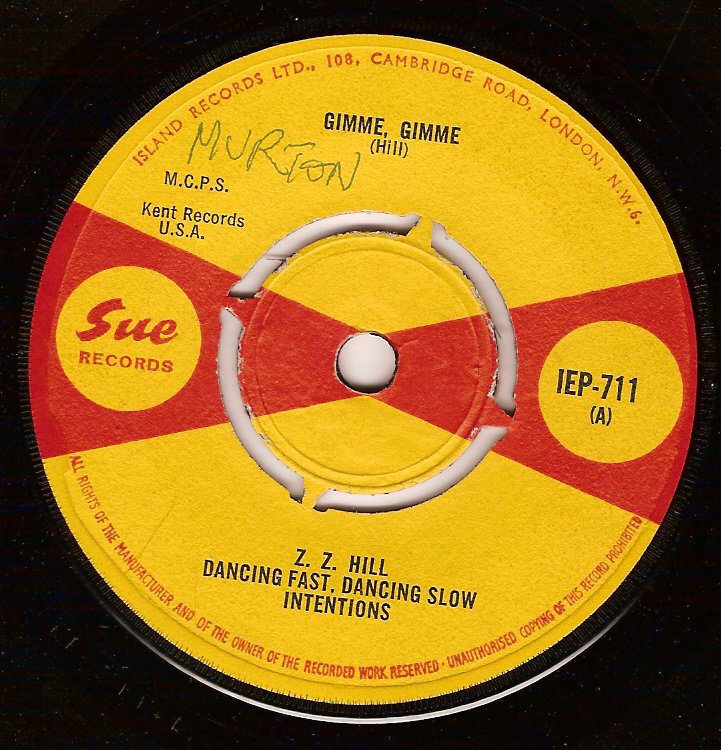 ISLAND RECORDS LTD., 108, CAMBRIDGE ROAD, LONDON, N.W.6.
GIMME, GIMME
(Hill)
MURTON
M.C.P.S.
Kent Records
U.S.A.
Sue
RECORDS
IEP-711
(A)
Z. Z. HILL
DANCING FAST, DANCING SLOW
INTENTIONS
ALL RIGHTS OF THE MANUFACTURER AND OF THE OWNER OF THE RECORDED WORK RESERVED · UNAUTHORISED COPYING OF THIS RECORD PROHIBITED